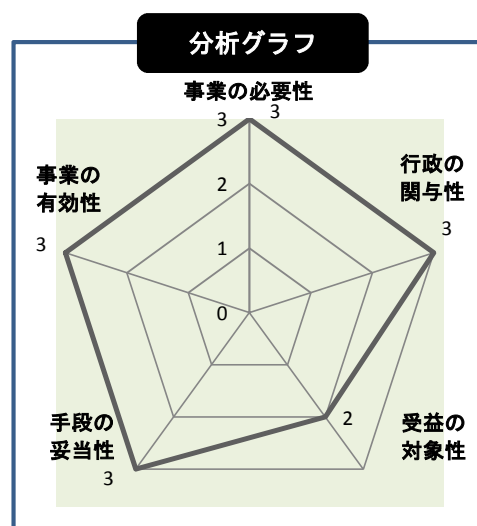 分析グラフ
事業の必要性
3
3
2
1
0
行政の
関与性
3
受益の
対象性
2
手段の
妥当性
3
事業の
有効性
3